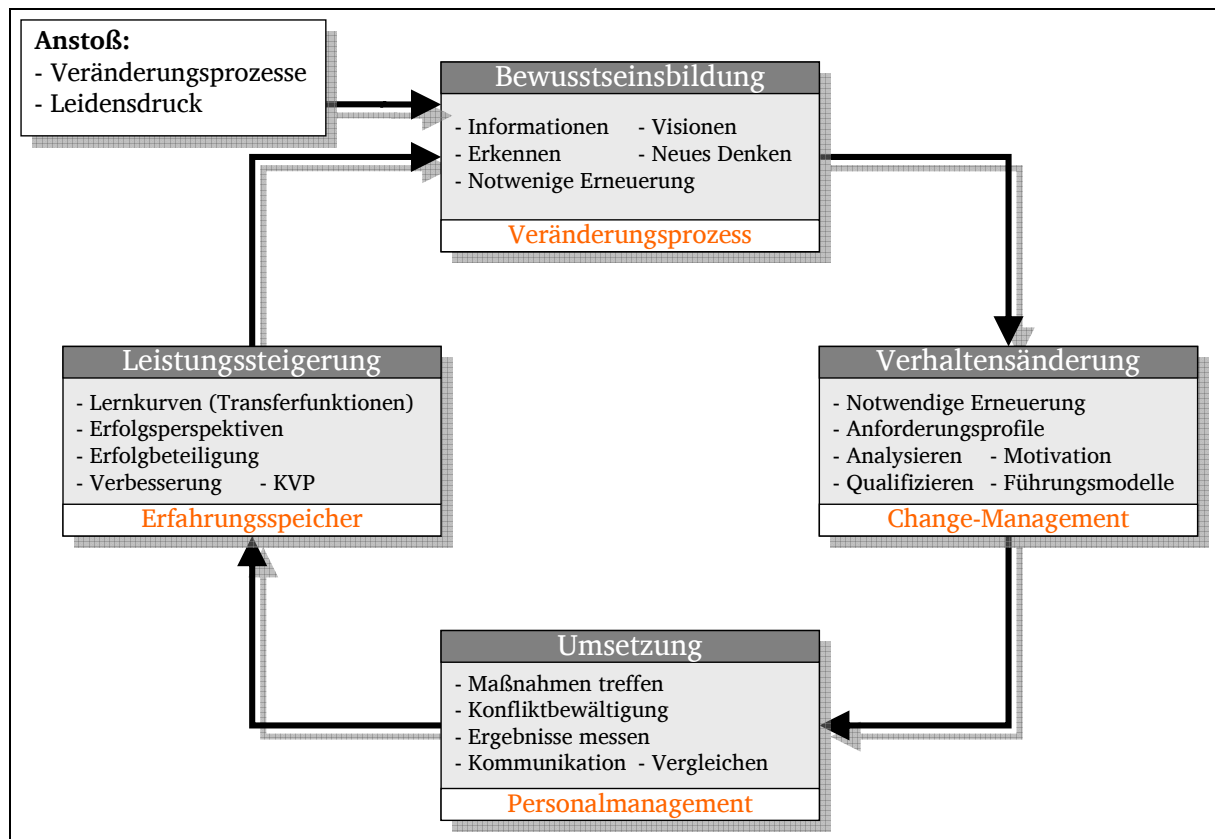 Anstoß:
- Veränderungsprozesse
- Leidensdruck
Bewusstseinsbildung
- Informationen - Visionen
- Erkennen - Neues Denken
- Notwenige Erneuerung
Veränderungsprozess
Leistungssteigerung
- Lernkurven (Transferfunktionen)
- Erfolgsperspektiven
- Erfolgbeteiligung
- Verbesserung - KVP
Erfahrungsspeicher
Verhaltensänderung
- Notwendige Erneuerung
- Anforderungsprofile
- Analysieren - Motivation
- Qualifizieren - Führungsmodelle
Change-Management
Umsetzung
- Maßnahmen treffen
- Konfliktbewältigung
- Ergebnisse messen
- Kommunikation - Vergleichen
Personalmanagement